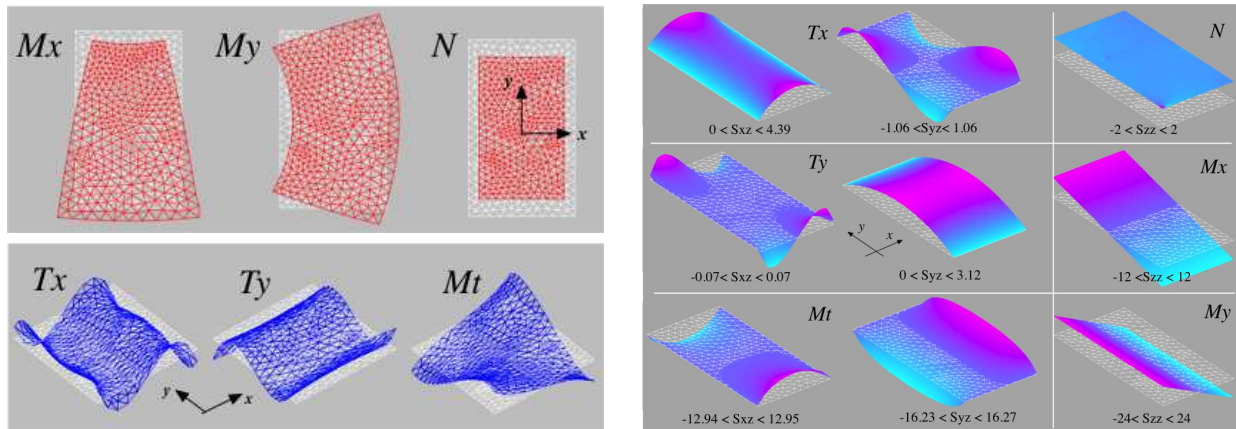 Mx
My
N
y
x
Tx
Ty
Mt
y
x
Tx
N
0 < Sxz < 4.39
-1.06 <Syz< 1.06
-2 < Szz < 2
Ty
Mx
y
x
-0.07 <Sxz < 0.07
0 < Syz < 3.12
-12 <Szz < 12
Mt
My
-12.94 < Sxz < 12.95
-16.23 < Syz < 16.27
-24< Szz < 24